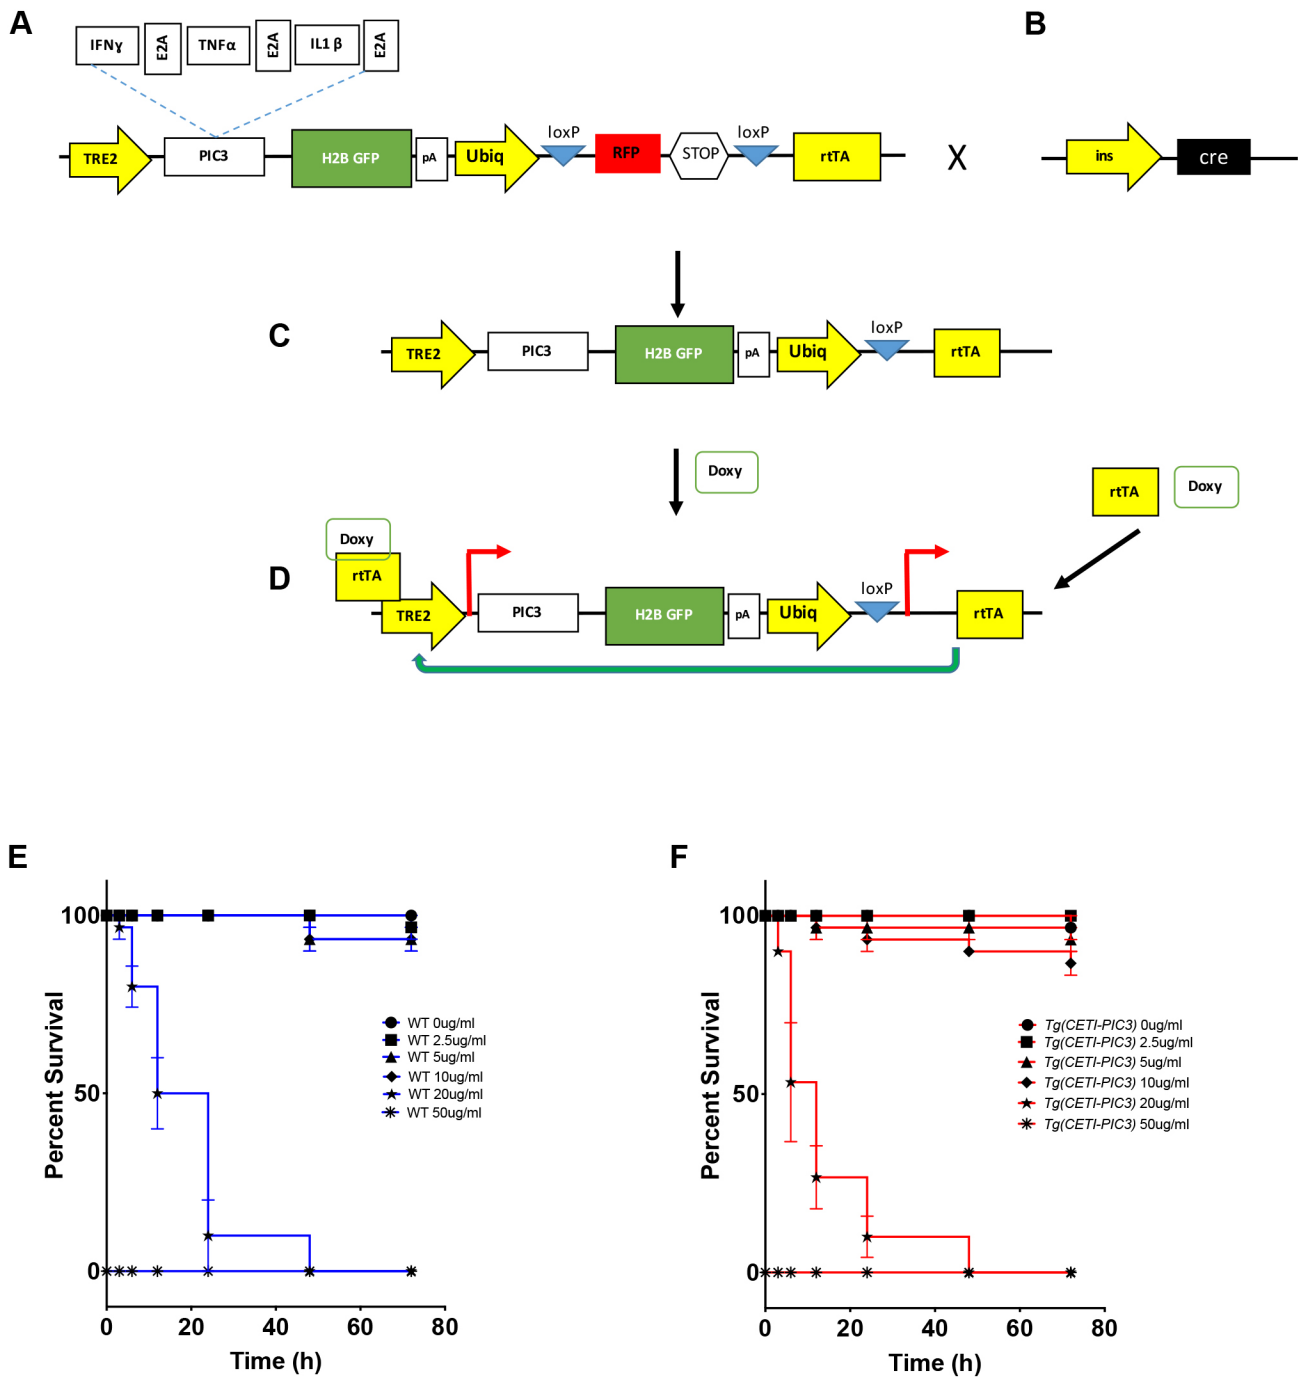 A
B
IFNγ
E2A
TNFα
E2A
IL1 β
E2A
TRE2
PIC3
H2B GFP
pA
Ubiq
loxP
RFP
STOP
loxP
rtTA
X
ins
cre
C
TRE2
PIC3
H2B GFP
pA
Ubiq
loxP
rtTA
Doxy
rtTA
Doxy
D
Doxy
rtTA
TRE2
PIC3
H2B GFP
pA
Ubiq
loxP
rtTA
E
Percent Survival
100
50
0
0 20 40 60 80
Time (h)
WT 0ug/ml
WT 2.5ug/ml
WT 5ug/ml
WT 10ug/ml
WT 20ug/ml
WT 50ug/ml
F
Percent Survival
100
50
0
0 20 40 60 80
Time (h)
Tg(CETI-PIC3) 0ug/ml
Tg(CETI-PIC3) 2.5ug/ml
Tg(CETI-PIC3) 5ug/ml
Tg(CETI-PIC3) 10ug/ml
Tg(CETI-PIC3) 20ug/ml
Tg(CETI-PIC3) 50ug/ml